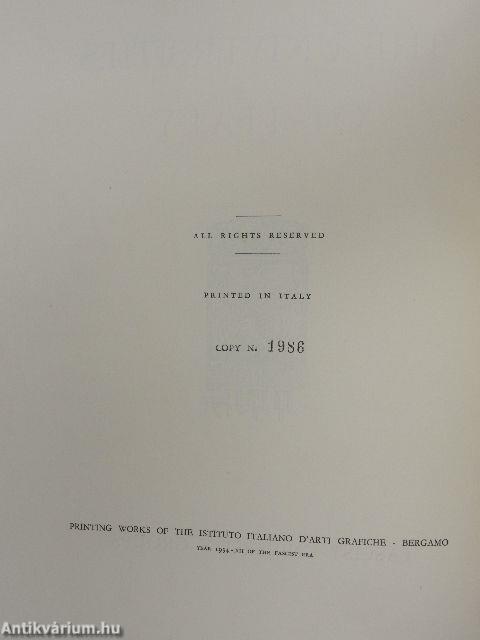 ALL RIGHTS RESERVED
PRINTED IN ITALY
COPY N. 1986
PRINTING WORKS OF THE ISTITUTO ITALIANO D'ARTI GRAFICHE - BERGAMO
YEAR 1934-XII OF THE FASCIST ERA
Antikvárium.hu